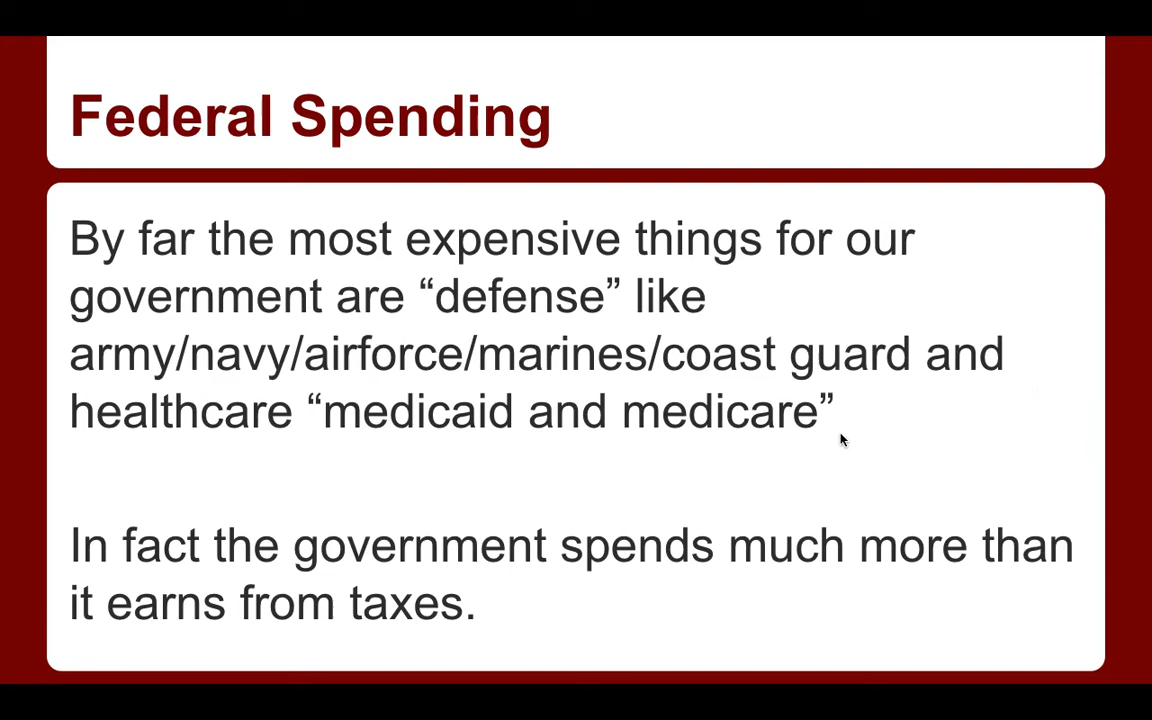 Federal Spending
By far the most expensive things for our
government are “defense” like
army/navy/airforce/marines/coast guard and
healthcare “medicaid and medicare”
In fact the government spends much more than
it earns from taxes.